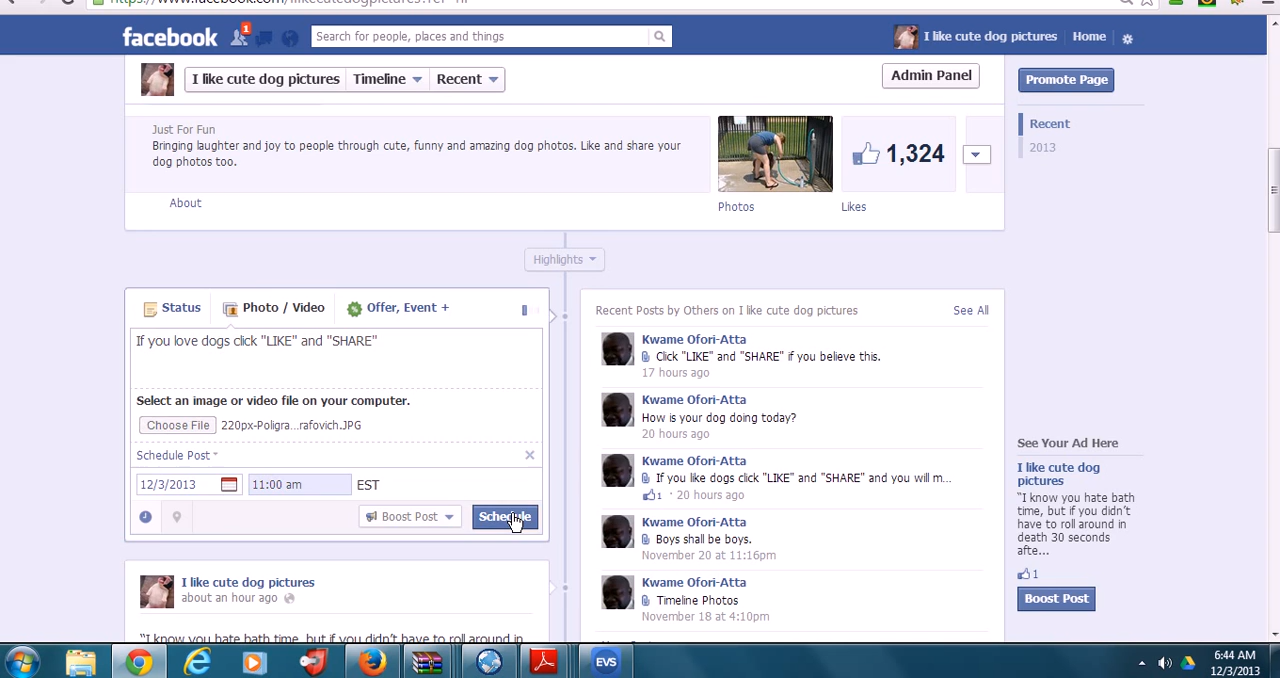 facebook
1
Search for people, places and things
I like cute dog pictures
Home
I like cute dog pictures
Timeline
Recent
Admin Panel
Promote Page
Recent
2013
Just For Fun
Bringing laughter and joy to people through cute, funny and amazing dog photos. Like and share your
dog photos too.
About
Photos
1,324
Likes
Highlights
Status
Photo / Video
Offer, Event +
If you love dogs click "LIKE" and "SHARE"
Select an image or video file on your computer.
Choose File
220px-Poligra...rafovich.JPG
Schedule Post
12/3/2013
11:00 am
EST
Boost Post
Schedule
I like cute dog pictures
about an hour ago
"I know you hate bath time, but if you didn't have to roll around in
Recent Posts by Others on I like cute dog pictures
See All
Kwame Ofori-Atta
Click "LIKE" and "SHARE" if you believe this.
17 hours ago
Kwame Ofori-Atta
How is your dog doing today?
20 hours ago
Kwame Ofori-Atta
If you like dogs click "LIKE" and "SHARE" and you will m...
1 · 20 hours ago
Kwame Ofori-Atta
Boys shall be boys.
November 20 at 11:16pm
Kwame Ofori-Atta
Timeline Photos
November 18 at 4:10pm
See Your Ad Here
I like cute dog
pictures
"I know you hate bath
time, but if you didn't
have to roll around in
death 30 seconds
afte...
1
Boost Post
EVS
6:44 AM
12/3/2013